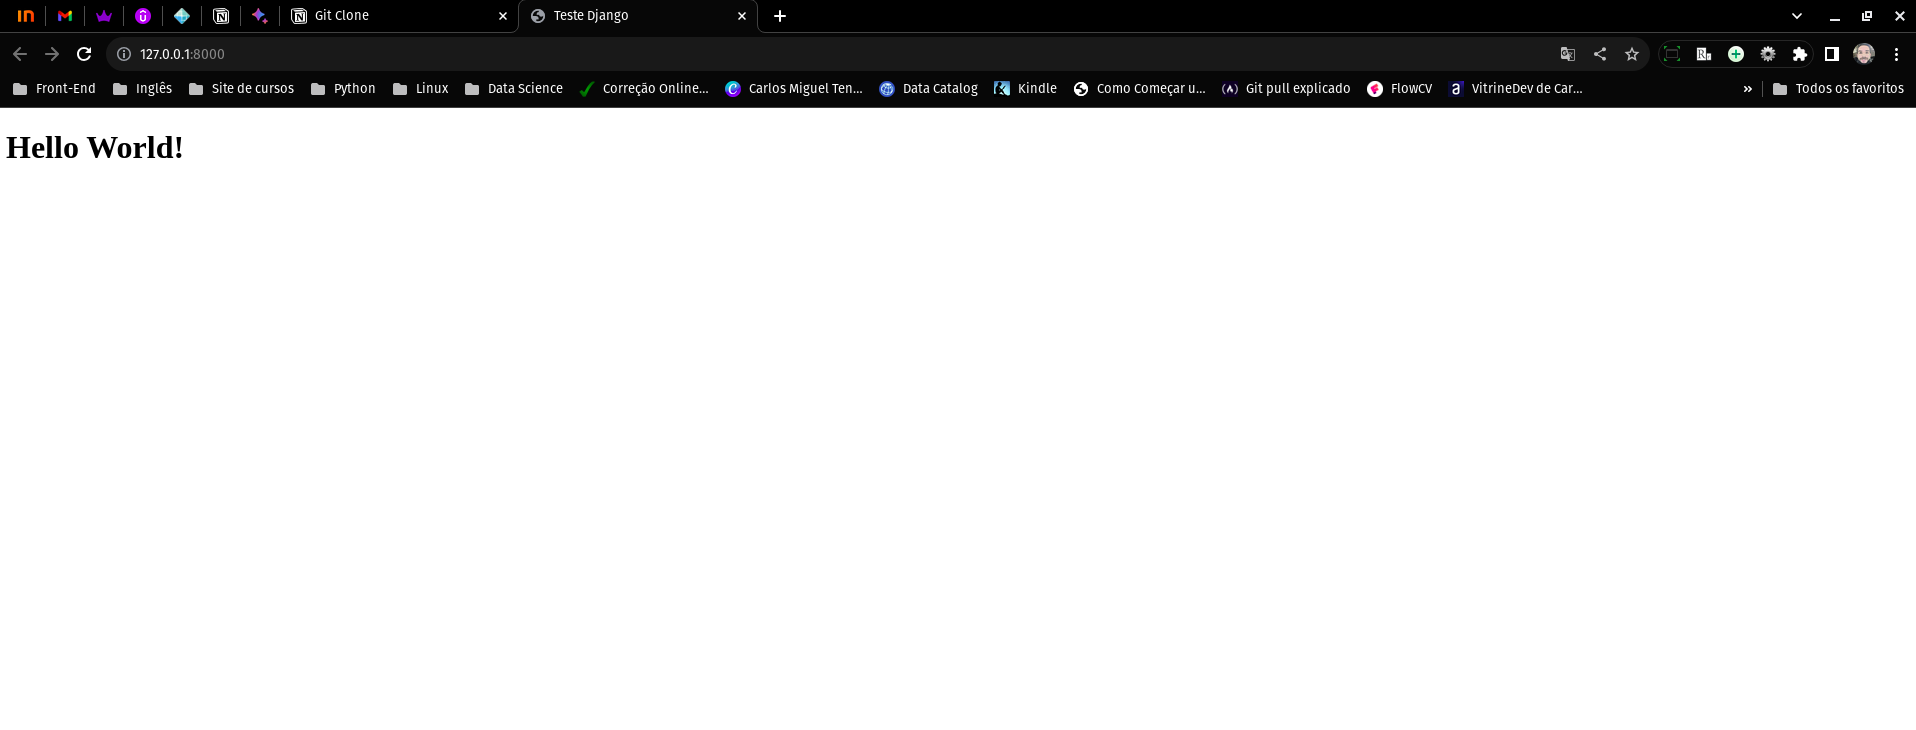 Git Clone
Teste Django
127.0.0.1:8000
Front-End Inglês Site de cursos Python Linux Data Science Correção Online... Carlos Miguel Ten... Data Catalog Kindle Como Começar u... Git pull explicado FlowCV VitrineDev de Car... » Todos os favoritos
Hello World!